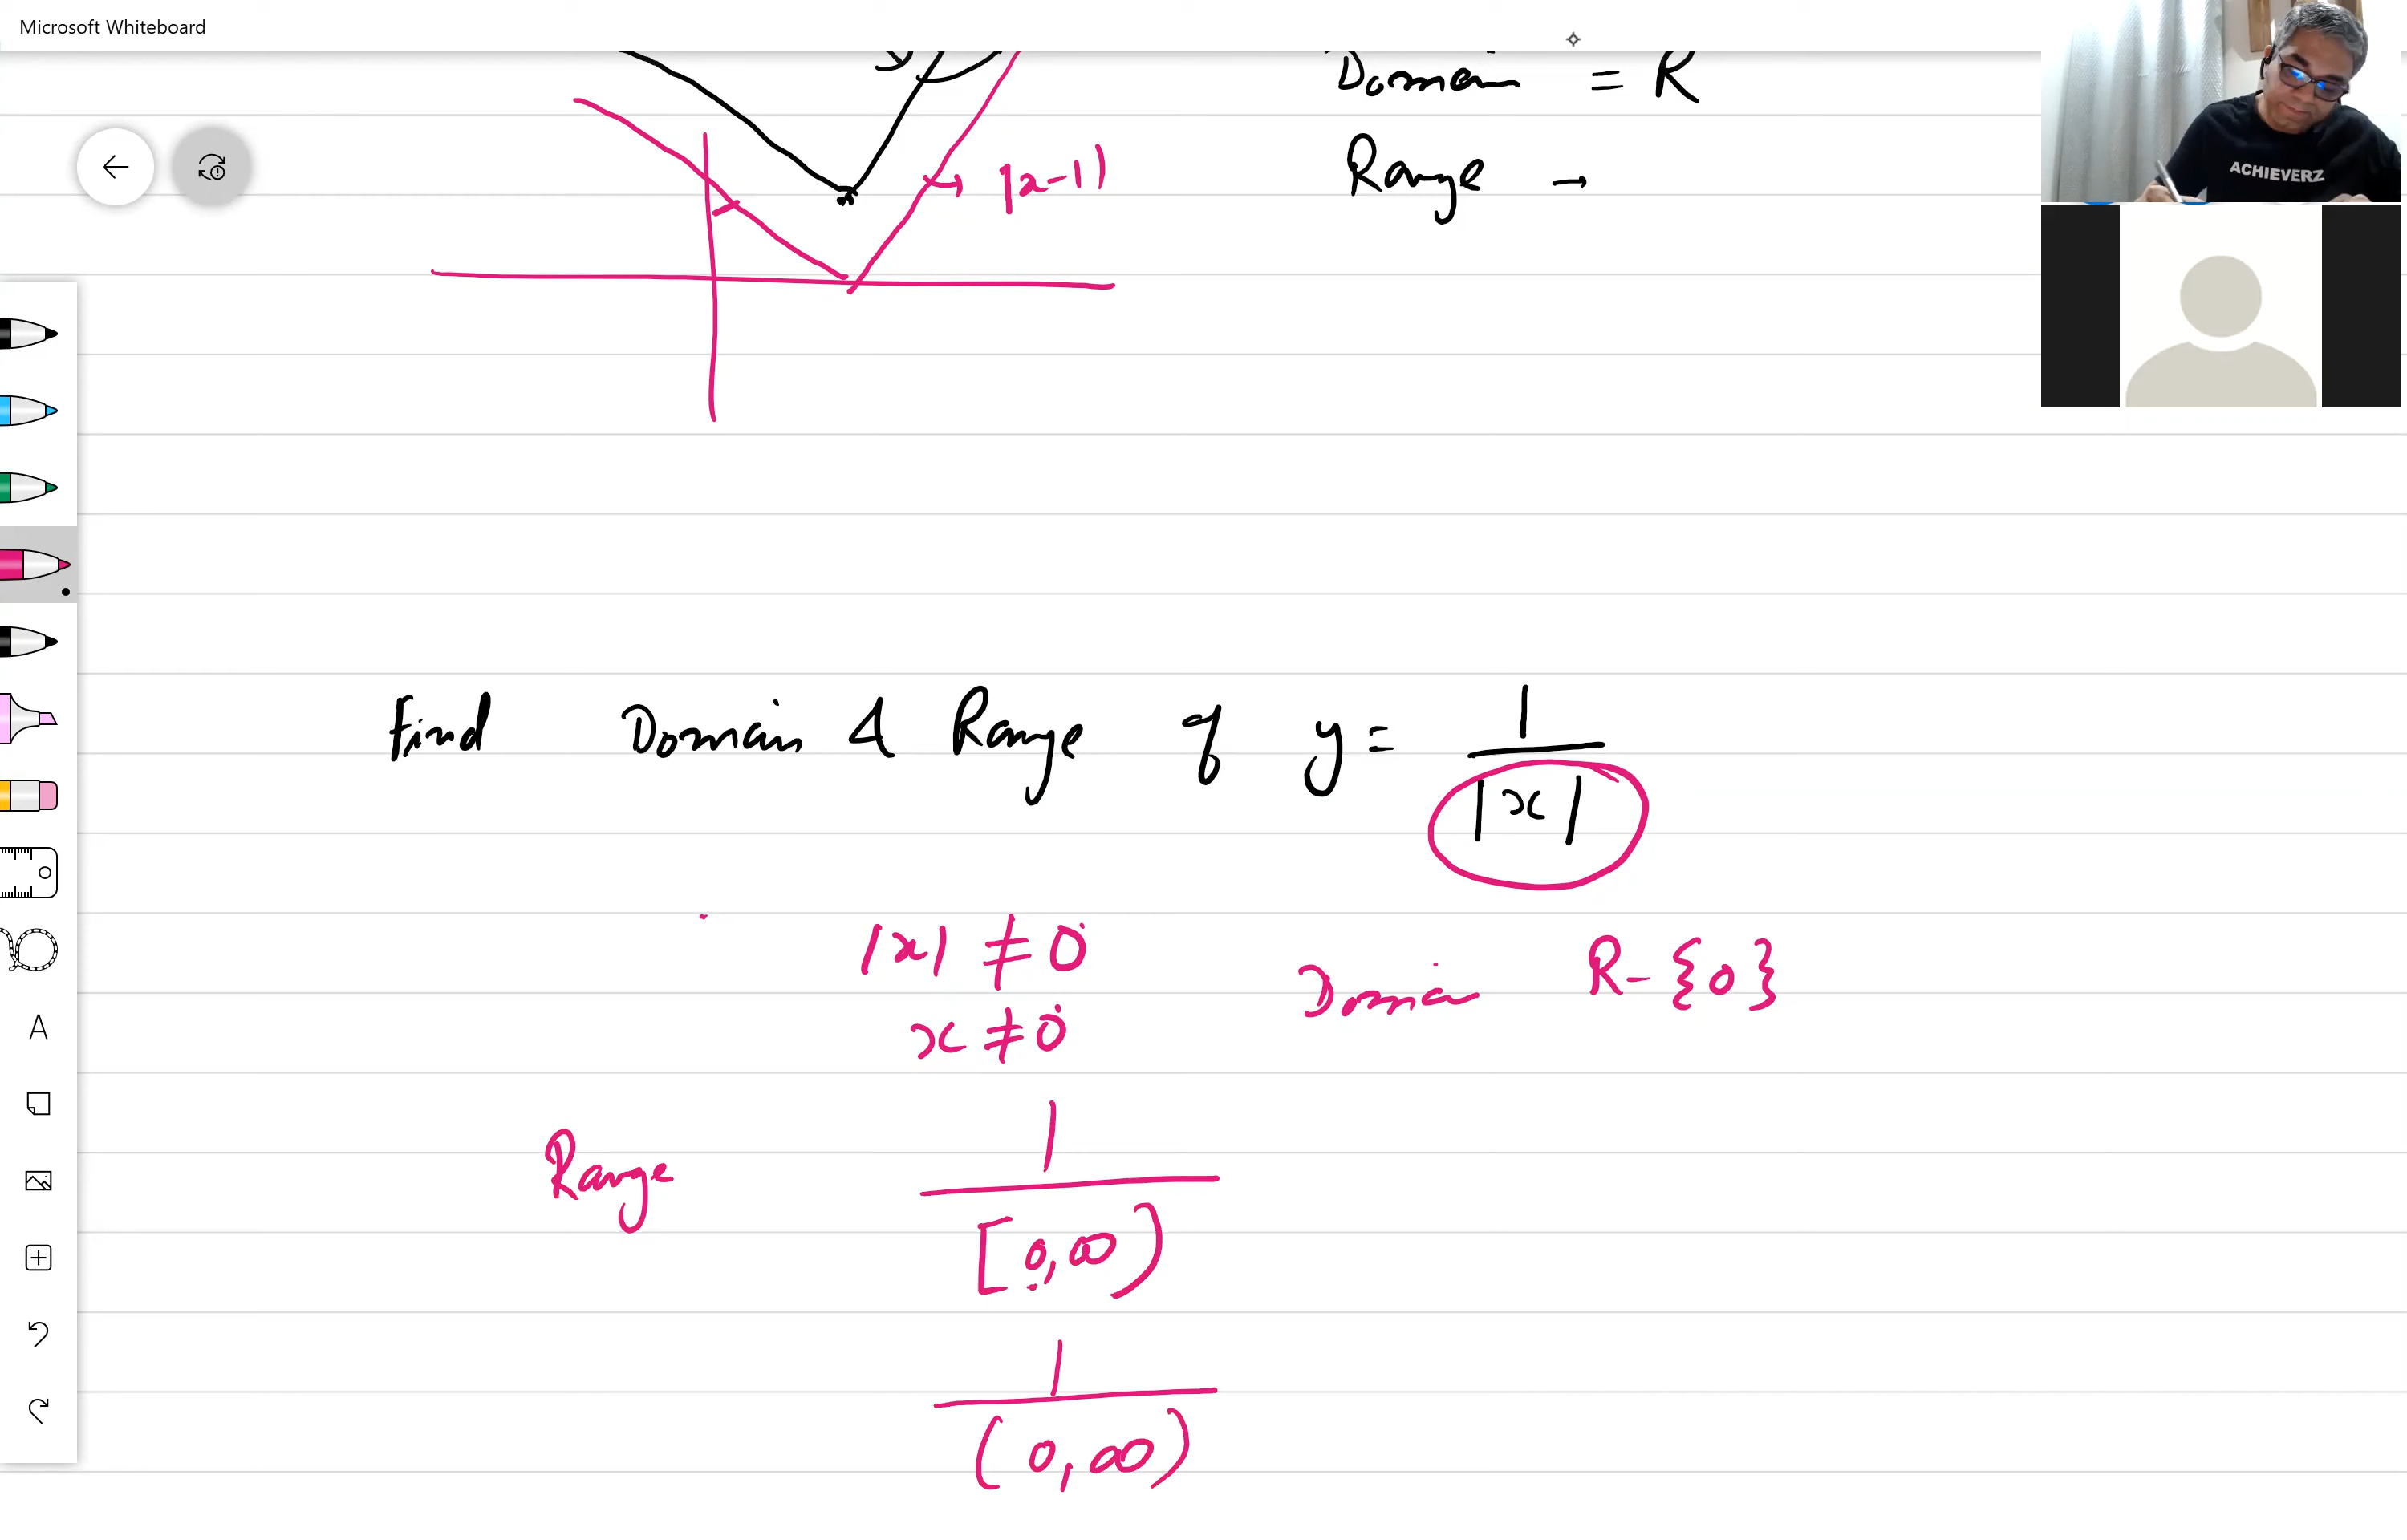 Microsoft Whiteboard
Domain = R
Range →
|x-1|
ACHIEVERZ
Find Domain & Range of y = 1/|x|
|x| ≠ 0
Domain R-{0}
x ≠ 0
Range 1/[0,∞)
1/(0,∞)
A